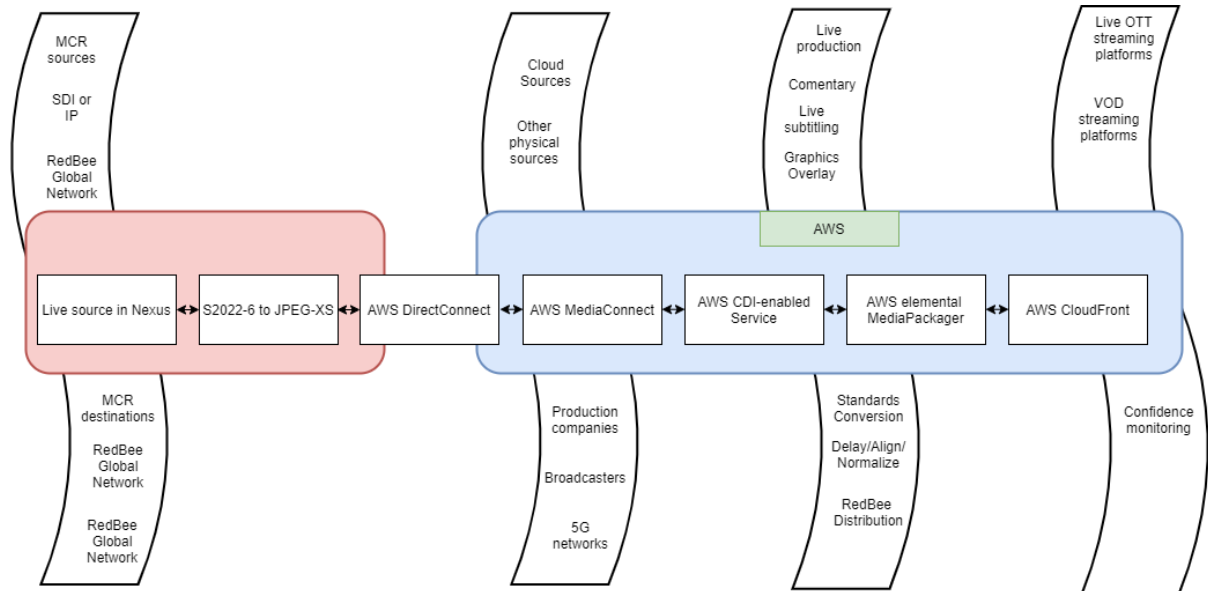 MCR
sources
SDI or
IP
RedBee
Global
Network
Cloud
Sources
Other
physical
sources
Live
production
Comentary
Live
subtitling
Graphics
Overlay
Live OTT
streaming
platforms
VOD
streaming
platforms
AWS
Live source in Nexus
S2022-6 to JPEG-XS
AWS DirectConnect
AWS MediaConnect
AWS CDI-enabled
Service
AWS elemental
MediaPackager
AWS CloudFront
MCR
destinations
RedBee
Global
Network
RedBee
Global
Network
Production
companies
Broadcasters
5G
networks
Standards
Conversion
Delay/Align/
Normalize
RedBee
Distribution
Confidence
monitoring